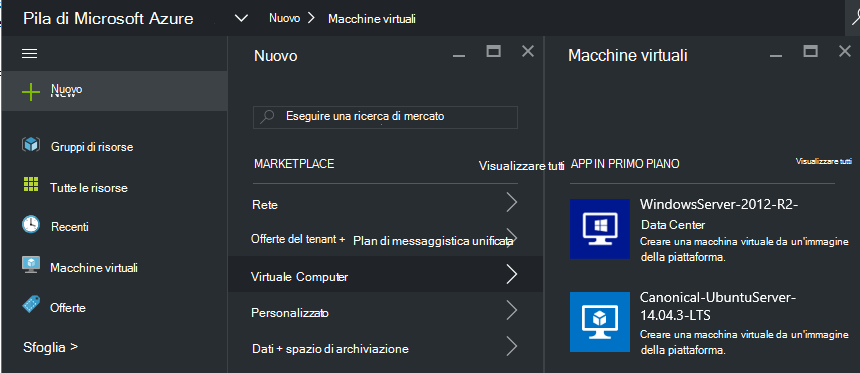 Pila di Microsoft Azure
Nuovo
Macchine virtuali
Nuovo
Gruppi di risorse
Tutte le risorse
Recenti
Macchine virtuali
Offerte
Sfoglia >
Nuovo
Eseguire una ricerca di mercato
MARKETPLACE
Visualizzare tutti
Rete
Offerte del tenant + Plan di messaggistica unificata
Virtuale Computer
Personalizzato
Dati + spazio di archiviazione
Macchine virtuali
APP IN PRIMO PIANO
Visualizzare tutti
WindowsServer-2012-R2-
Data Center
Creare una macchina virtuale da un'immagine
della piattaforma.
Canonical-UbuntuServer-
14.04.3-LTS
Creare una macchina virtuale da un'immagine
della piattaforma.